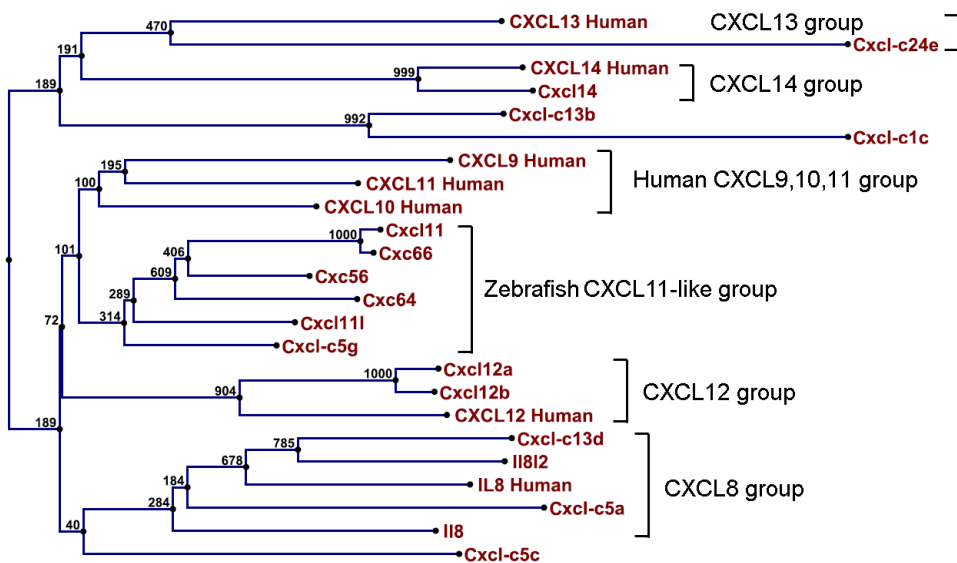 CXCL13 Human
CXCL13 group
470
Cxcl-c24e
191
CXCL14 Human
999
CXCL14 group
Cxcl14
189
Cxcl-c13b
992
Cxcl-c1c
CXCL9 Human
195
Human CXCL9,10,11 group
100
CXCL11 Human
CXCL10 Human
Cxcl11
1000
101
406
Cxc66
609
Cxc56
Zebrafish CXCL11-like group
289
Cxc64
314
Cxcl11l
72
Cxcl-c5g
Cxcl12a
1000
904
Cxcl12b
CXCL12 group
CXCL12 Human
189
785
Cxcl-c13d
678
Il8l2
184
IL8 Human
CXCL8 group
284
Cxcl-c5a
40
Il8
Cxcl-c5c